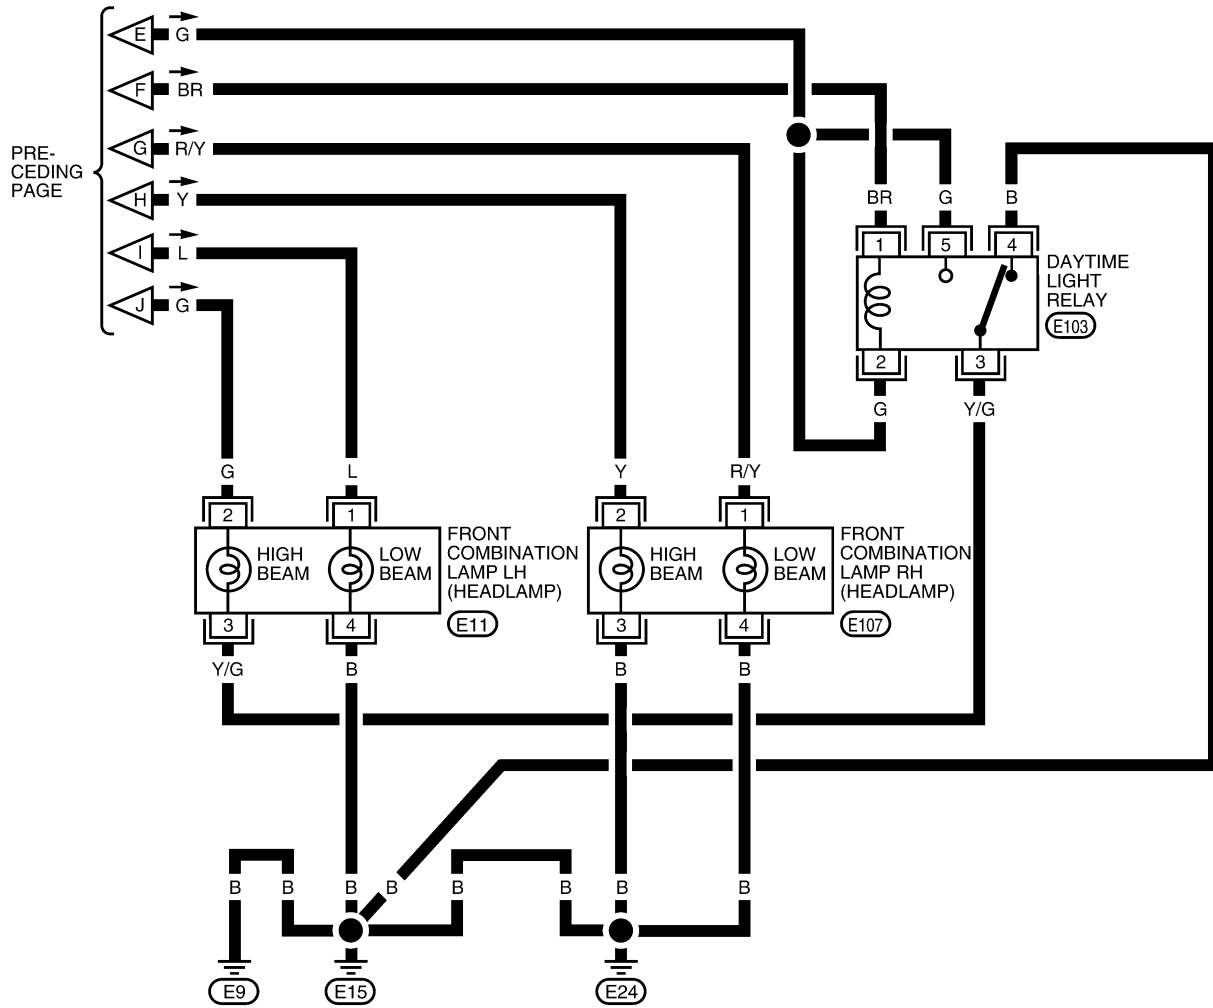 E G
F BR
G R/Y
H Y
I L
J G
PRE-
CEDING
PAGE
BR G B
1 5 4
DAYTIME
LIGHT
RELAY
E103
2 3
G Y/G
G L Y R/Y
2 1 2 1
HIGH
BEAM
LOW
BEAM
FRONT
COMBINATION
LAMP LH
(HEADLAMP)
E11
HIGH
BEAM
LOW
BEAM
FRONT
COMBINATION
LAMP RH
(HEADLAMP)
E107
3 4 3 4
Y/G B B B
B B B B B B B B
E9 E15 E24